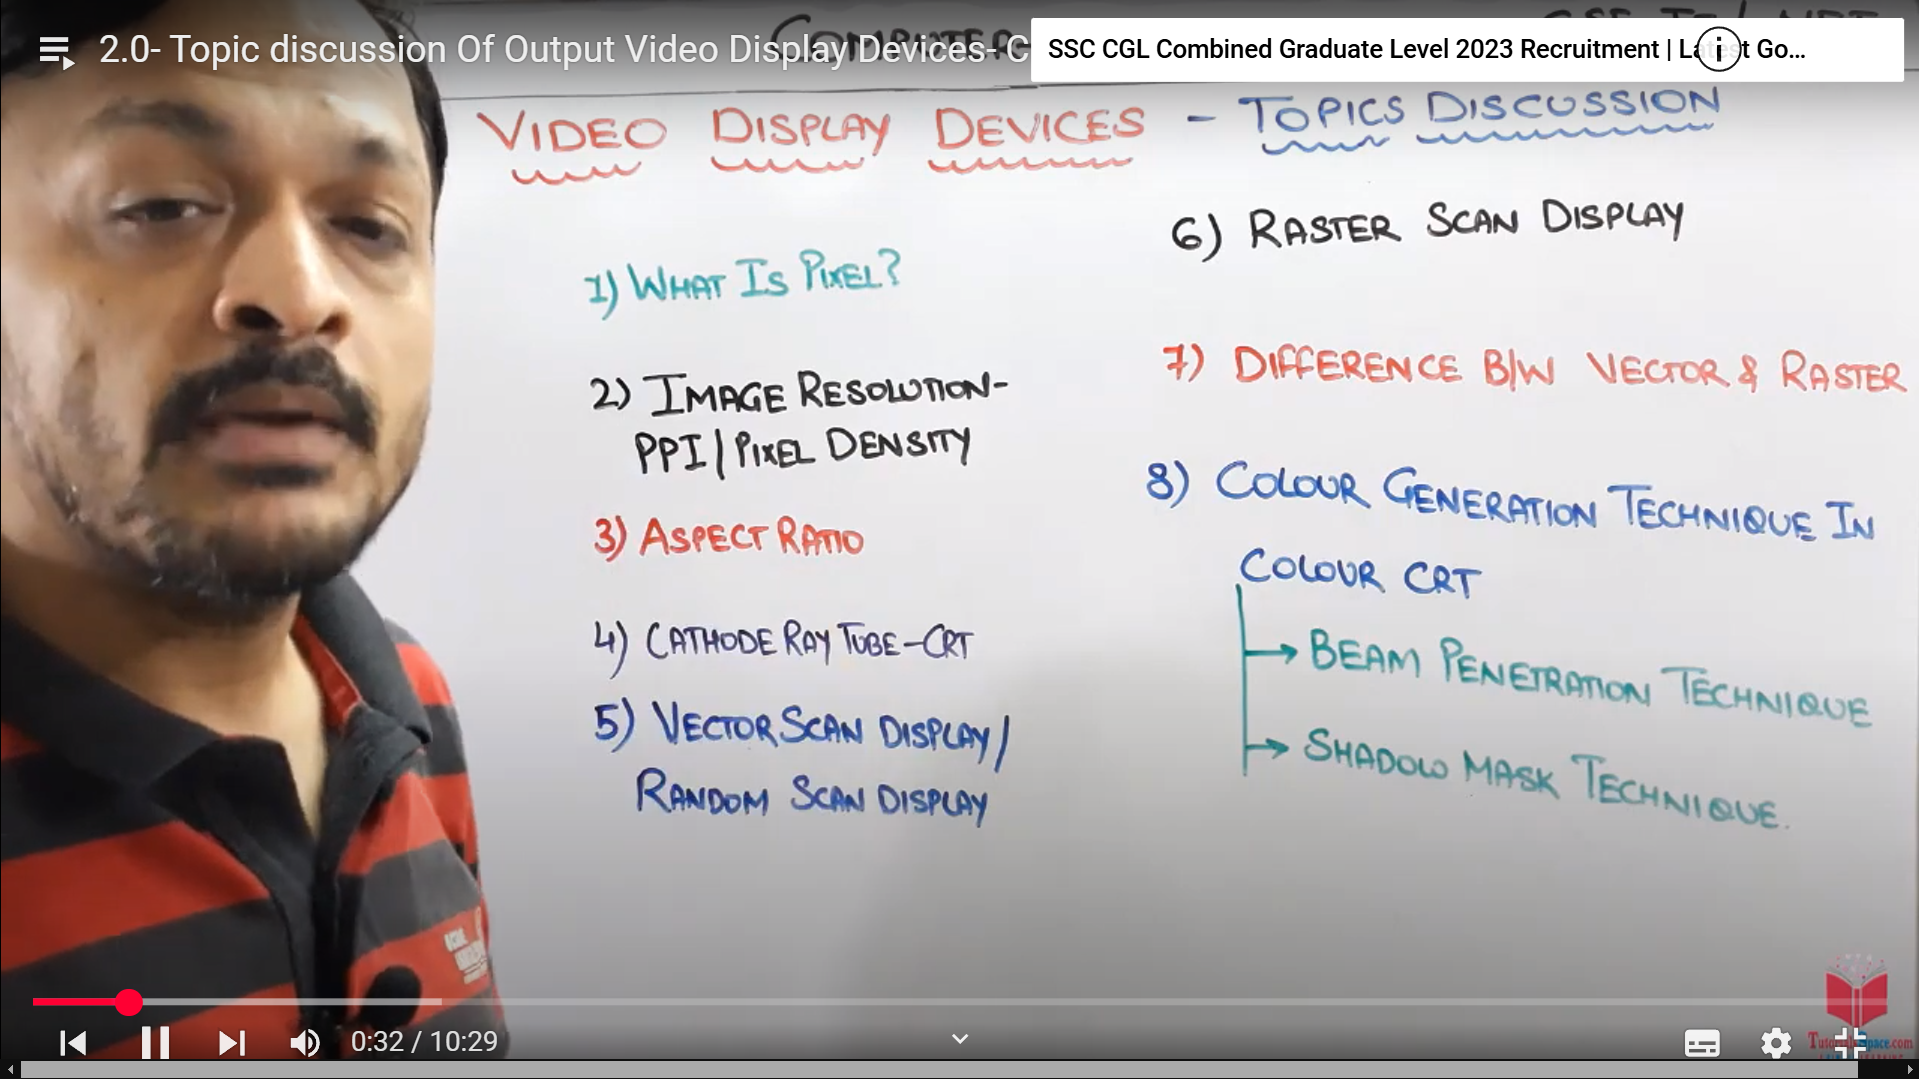 2.0- Topic discussion Of Output Video Display Devices- C
SSC CGL Combined Graduate Level 2023 Recruitment | Latest Go...
COMPUTER
VIDEO DISPLAY DEVICES - TOPICS DISCUSSION
1) WHAT IS PIXEL?
2) IMAGE RESOLUTION-
PPI/PIXEL DENSITY
3) ASPECT RATIO
4) CATHODE RAY TUBE-CRT
5) VECTOR SCAN DISPLAY/
RANDOM SCAN DISPLAY
6) RASTER SCAN DISPLAY
7) DIFFERENCE B/W VECTOR & RASTER
8) COLOUR GENERATION TECHNIQUE IN
COLOUR CRT
→ BEAM PENETRATION TECHNIQUE
→ SHADOW MASK TECHNIQUE.
0:32 / 10:29